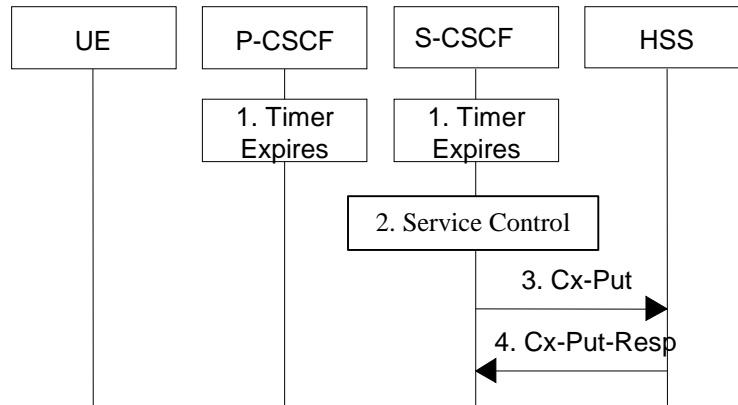 UE
P-CSCF
S-CSCF
HSS
1. Timer
Expires
1. Timer
Expires
2. Service Control
3. Cx-Put
4. Cx-Put-Resp